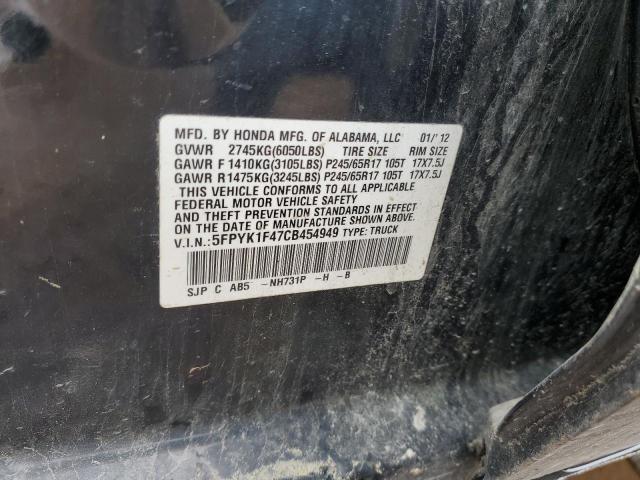 MFD. BY HONDA MFG. OF ALABAMA, LLC 01/'12
GVWR 2745KG(6050LBS) TIRE SIZE RIM SIZE
GAWR F 1410KG(3105LBS) P245/65R17 105T 17X7.5J
GAWR R1475KG(3245LBS) P245/65R17 105T 17X7.5J
THIS VEHICLE CONFORMS TO ALL APPLICABLE
FEDERAL MOTOR VEHICLE SAFETY
AND THEFT PREVENTION STANDARDS IN EFFECT
ON THE DATE OF MANUFACTURE SHOWN ABOVE.
V.I.N.: 5FPYK1F47CB454949 TYPE: TRUCK
SJP C AB5 -NH731P -H -B